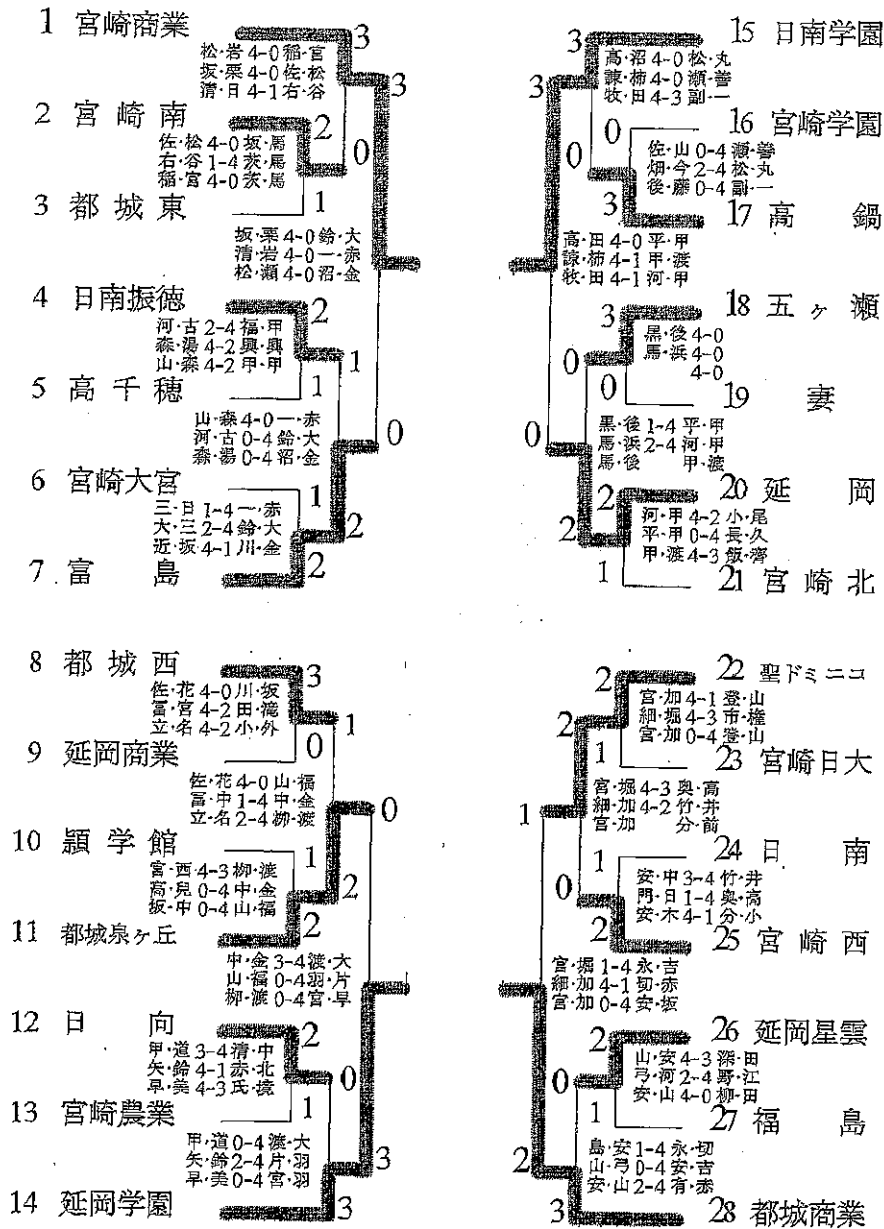 1 宮崎商業
3
松・岩 4-0 稲・宮
坂・栗 4-0 佐・松
清・日 4-1 右・谷
3
2 宮崎南
2
0
佐・松 4-0 坂・馬
右・谷 1-4 茨・馬
稲・宮 4-0 茨・馬
3 都城東
1
坂・栗 4-0 鈴・大
清・岩 4-0 一・赤
松・瀬 4-0 沼・金
4 日南振徳
2
河・古 2-4 福・甲
森・湯 4-2 興・興
山・森 4-2 甲・甲
1
5 高千穂
1
山・森 4-0 一・赤
河・古 0-4 鈴・大
森・湯 0-4 沼・金
0
6 宮崎大宮
1
三・日 1-4 一・赤
大・三 2-4 鈴・大
近・坂 4-1 川・金
2
7 富島
2
8 都城西
3
佐・花 4-0 川・坂
冨・宮 4-2 田・滝
立・名 4-2 小・外
1
9 延岡商業
0
佐・花 4-0 山・福
冨・中 1-4 中・金
立・名 2-4 柳・渡
0
10 頴学館
1
宮・西 4-3 柳・渡
高・児 0-4 中・金
坂・中 0-4 山・福
2
11 都城泉ヶ丘
2
中・金 3-4 渡・大
山・福 0-4 羽・片
柳・渡 0-4 宮・早
12 日向
2
甲・道 3-4 清・中
矢・鈴 4-1 赤・北
早・美 4-3 氏・境
0
13 宮崎農業
1
甲・道 0-4 渡・大
矢・鈴 2-4 片・羽
早・美 0-4 宮・羽
3
14 延岡学園
3
15 日南学園
3
高・沼 4-0 松・丸
諫・柿 4-0 瀬・善
牧・田 4-3 副・一
3
16 宮崎学園
0
0
佐・山 0-4 瀬・善
畑・今 2-4 松・丸
後・藤 0-4 副・一
17 高鍋
3
高・田 4-0 平・甲
諫・柿 4-1 甲・渡
牧・田 4-1 河・甲
18 五ヶ瀬
3
黒・後 4-0
馬・浜 4-0
4-0
0
19 妻
0
黒・後 1-4 平・甲
馬・浜 2-4 河・甲
馬・後 甲・渡
0
20 延岡
2
河・甲 4-2 小・尾
平・甲 0-4 長・久
甲・渡 4-3 飯・齊
2
21 宮崎北
1
22 聖ドミニコ
2
宮・加 4-1 登・山
細・堀 4-3 市・権
宮・加 0-4 登・山
2
23 宮崎日大
1
宮・堀 4-3 奥・高
細・加 4-2 竹・井
宮・加 分・前
1
24 日南
1
安・中 3-4 竹・井
門・日 1-4 奥・高
安・木 4-1 分・小
0
25 宮崎西
2
宮・堀 1-4 永・吉
細・加 4-1 切・赤
宮・加 0-4 安・坂
26 延岡星雲
2
山・安 4-3 深・田
弓・河 2-4 野・江
安・山 4-0 柳・田
0
27 福島
1
島・安 1-4 永・切
山・弓 0-4 安・吉
安・山 2-4 有・赤
2
28 都城商業
3